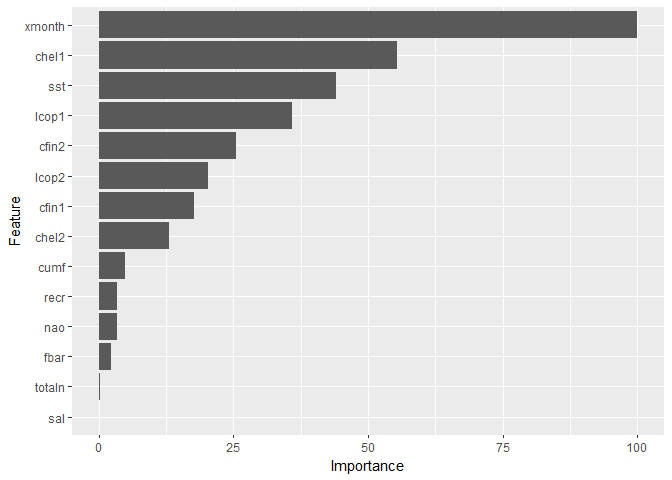 xmonth
chel1
sst
lcop1
cfin2
lcop2
cfin1
chel2
cumf
recr
nao
fbar
totaln
sal
Feature
0 25 50 75 100
Importance